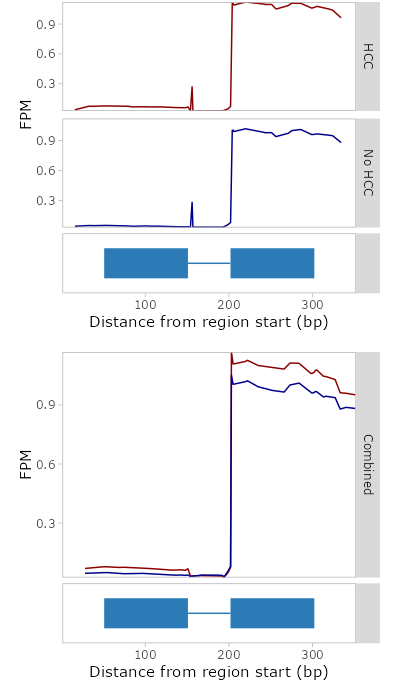 0.9
0.6
0.3
HCC
FPM
0.9
0.6
0.3
No HCC
100 200 300
Distance from region start (bp)
0.9
0.6
0.3
FPM
Combined
100 200 300
Distance from region start (bp)